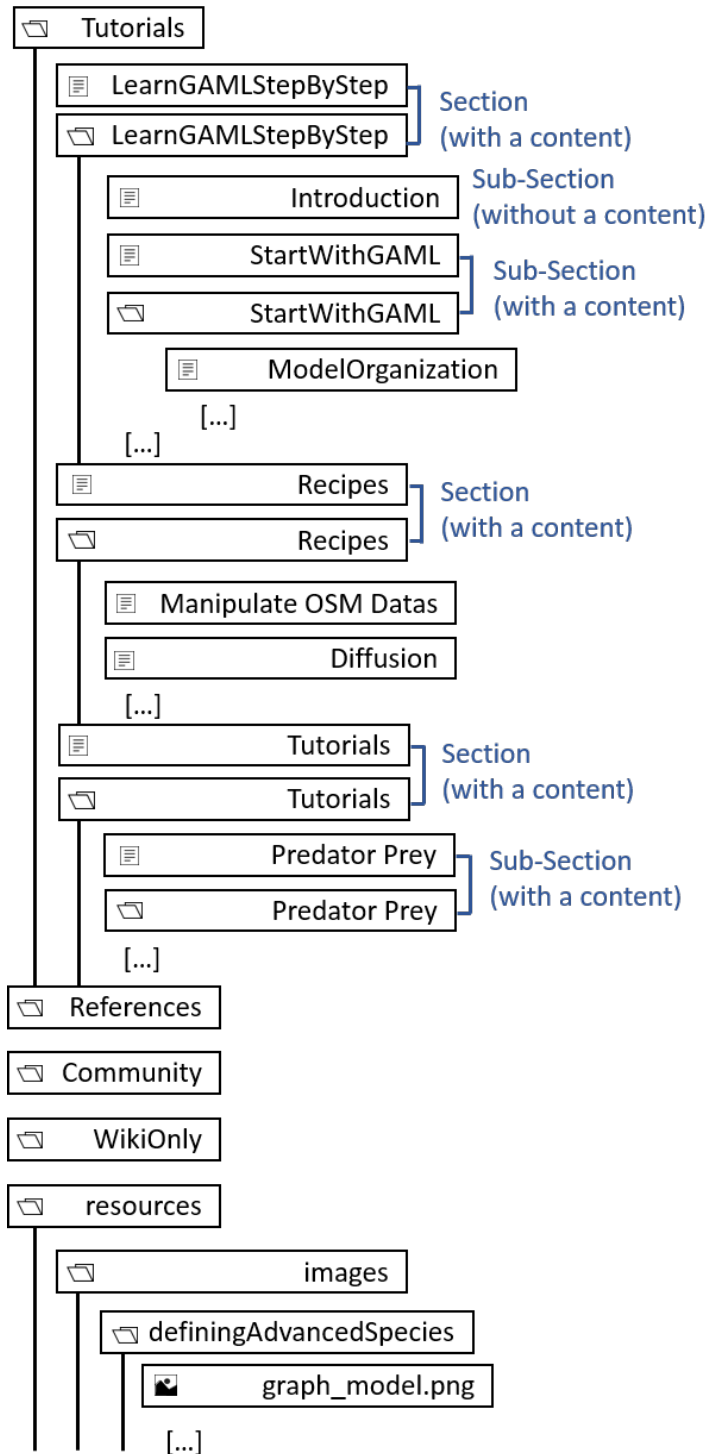 Tutorials
LearnGAMLStepByStep
LearnGAMLStepByStep
Section
(with a content)
Introduction
Sub-Section
(without a content)
StartWithGAML
StartWithGAML
Sub-Section
(with a content)
ModelOrganization
[...]
[...]
Recipes
Recipes
Section
(with a content)
Manipulate OSM Datas
Diffusion
[...]
Tutorials
Tutorials
Section
(with a content)
Predator Prey
Predator Prey
Sub-Section
(with a content)
[...]
References
Community
WikiOnly
resources
images
definingAdvancedSpecies
graph_model.png
[...]